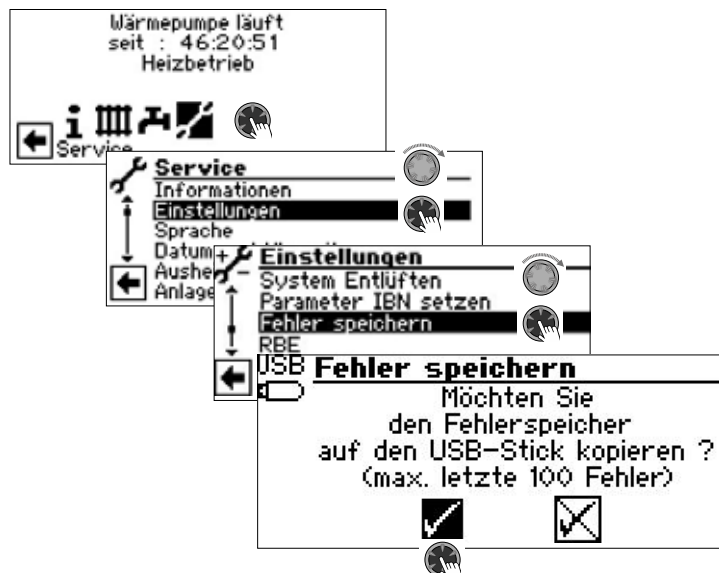 Wärmepumpe läuft
seit : 46:20:51
Heizbetrieb
Service
Service
Informationen
Einstellungen
Sprache
Datum
Anlage
Einstellungen
System Entlüften
Parameter IBN setzen
Fehler speichern
RBE
USB Fehler speichern
Möchten Sie
den Fehlerspeicher
auf den USB-Stick kopieren ?
(max. letzte 100 Fehler)